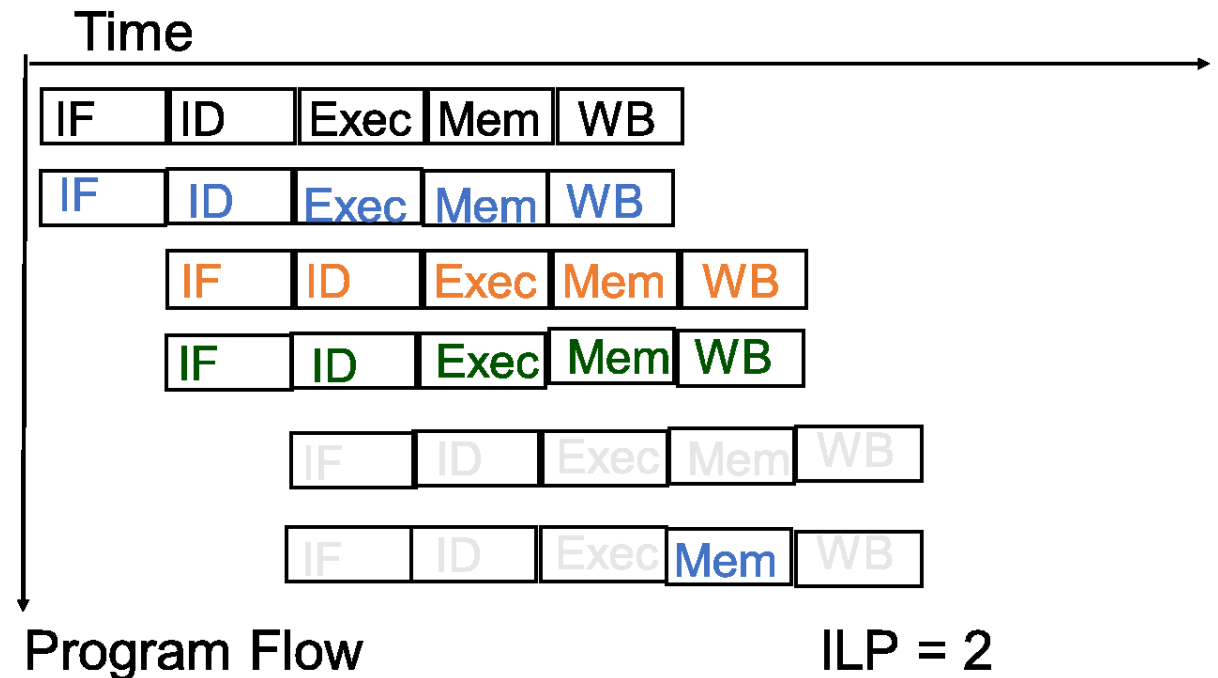 Time
IF ID Exec Mem WB
IF ID Exec Mem WB
IF ID Exec Mem WB
IF ID Exec Mem WB
IF ID Exec Mem WB
IF ID Exec Mem WB
Program Flow ILP = 2